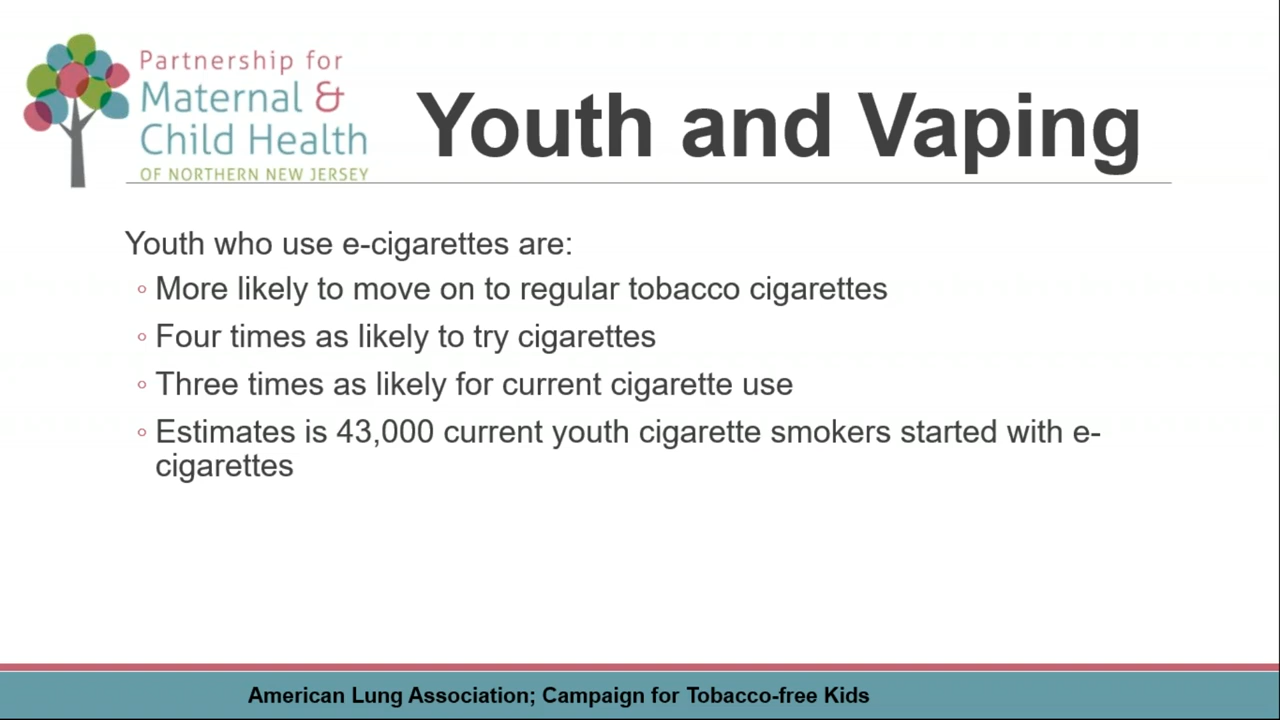 Partnership for
Maternal &
Child Health
OF NORTHERN NEW JERSEY
Youth and Vaping
Youth who use e-cigarettes are:
◦ More likely to move on to regular tobacco cigarettes
◦ Four times as likely to try cigarettes
◦ Three times as likely for current cigarette use
◦ Estimates is 43,000 current youth cigarette smokers started with e-
cigarettes
American Lung Association; Campaign for Tobacco-free Kids